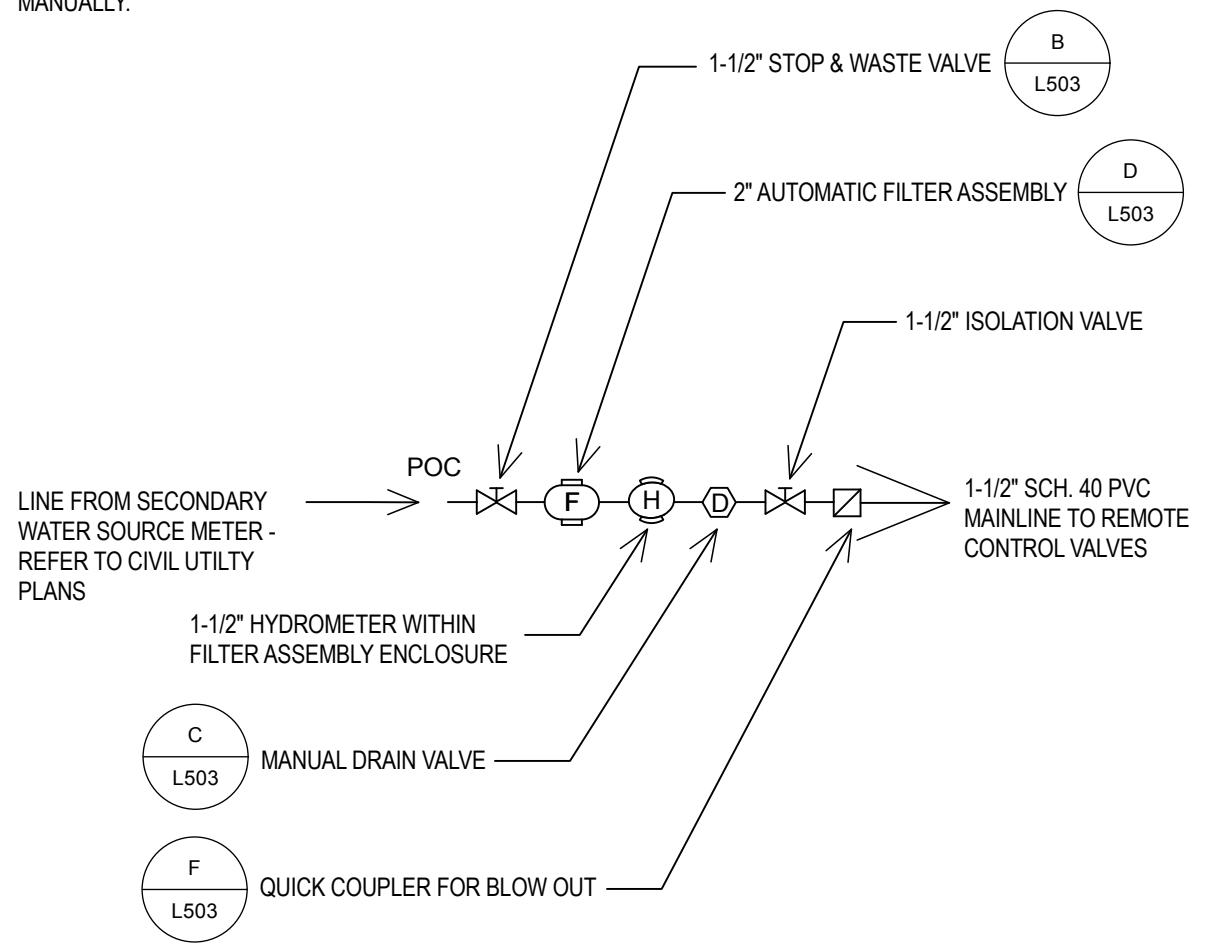 MANUALLY.
1-1/2" STOP & WASTE VALVE
B
L503
2" AUTOMATIC FILTER ASSEMBLY
D
L503
1-1/2" ISOLATION VALVE
POC
F
H
D
LINE FROM SECONDARY
WATER SOURCE METER -
REFER TO CIVIL UTILTY
PLANS
1-1/2" SCH. 40 PVC
MAINLINE TO REMOTE
CONTROL VALVES
1-1/2" HYDROMETER WITHIN
FILTER ASSEMBLY ENCLOSURE
C
L503
MANUAL DRAIN VALVE
F
L503
QUICK COUPLER FOR BLOW OUT